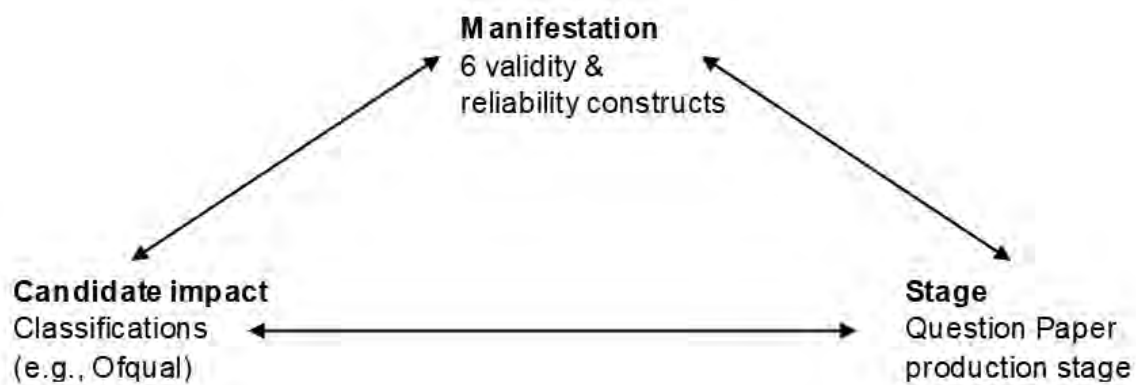 Manifestation
6 validity &
reliability constructs
Candidate impact
Classifications
(e.g., Ofqual)
Stage
Question Paper
production stage